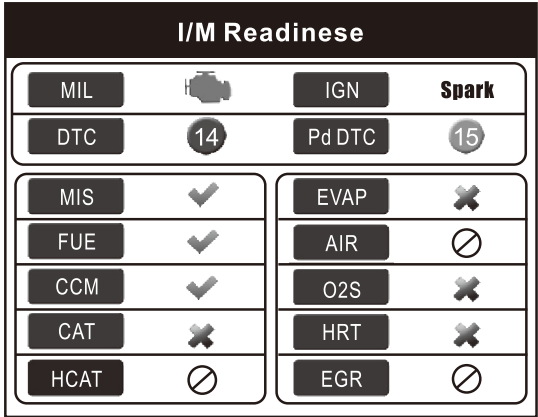 I/M Readinese
MIL IGN Spark
DTC 14 Pd DTC 15
MIS EVAP
FUE AIR
CCM O2S
CAT HRT
HCAT EGR